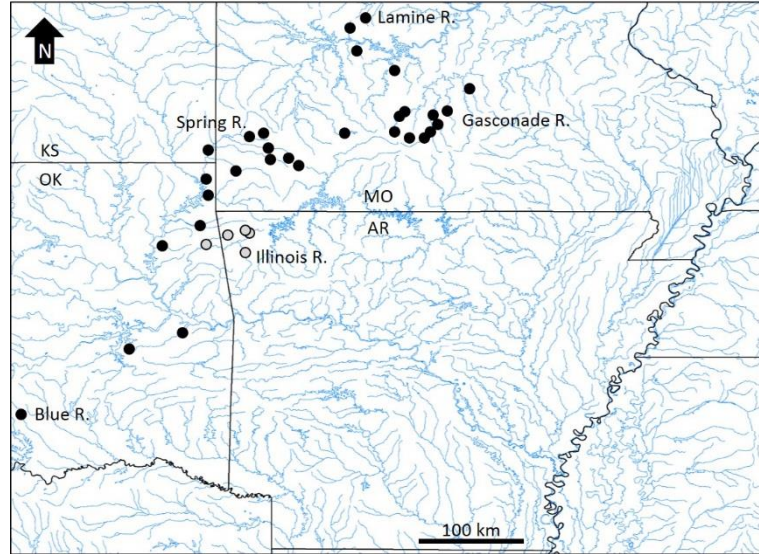 Lamine R.
N
Spring R.
Gasconade R.
KS
OK
MO
AR
Illinois R.
Blue R.
100 km